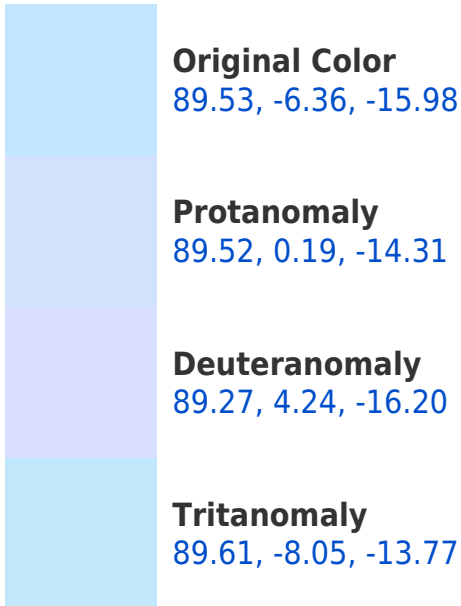 Original Color
89.53, -6.36, -15.98
Protanomaly
89.52, 0.19, -14.31
Deuteranomaly
89.27, 4.24, -16.20
Tritanomaly
89.61, -8.05, -13.77